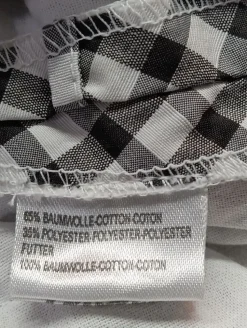 65% BAUMWOLLE-COTTON-COTON
35% POLYESTER-POLYESTER-POLYESTER
FUTTER
100% BAUMWOLLE-COTTON-COTON